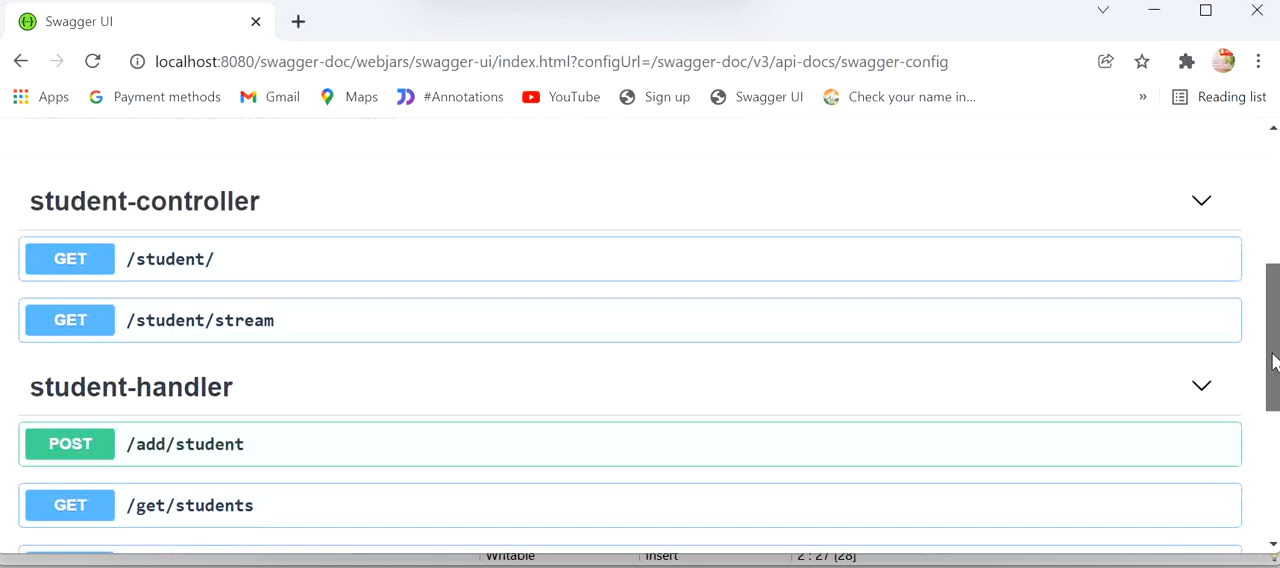 Swagger UI
localhost:8080/swagger-doc/webjars/swagger-ui/index.html?configUrl=/swagger-doc/v3/api-docs/swagger-config
Apps Payment methods Gmail Maps #Annotations YouTube Sign up Swagger UI Check your name in... » Reading list
student-controller
GET /student/
GET /student/stream
student-handler
POST /add/student
GET /get/students
Writable Insert 2 : 27 [28]